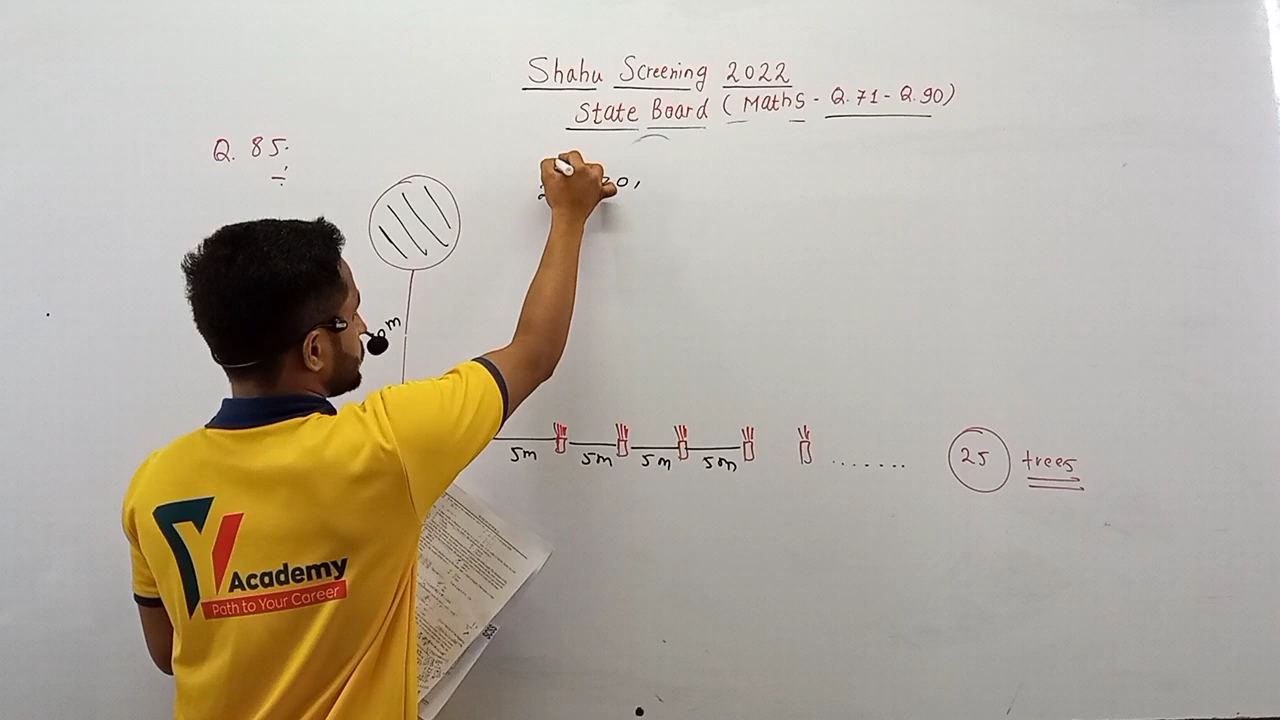 Shahu Screening 2022
State Board (Maths - Q.71 - Q.90)
Q. 85.
m
5m 5m 5m 5m
25 trees
Academy
Path to Your Career